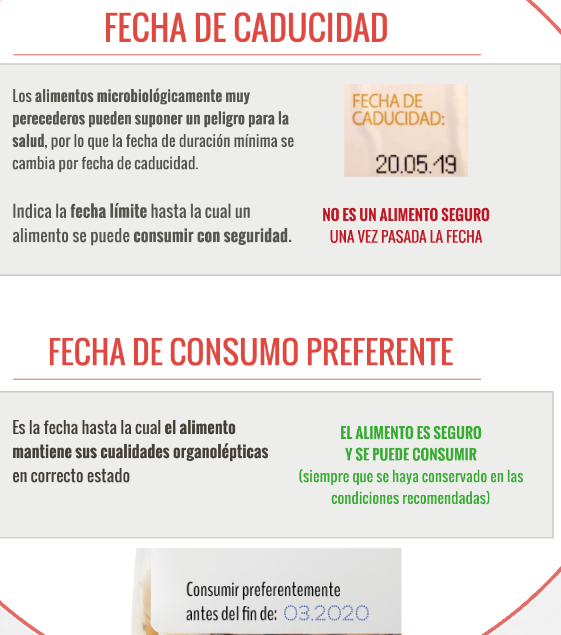 FECHA DE CADUCIDAD
Los alimentos microbiológicamente muy
perecederos pueden suponer un peligro para la
salud, por lo que la fecha de duración mínima se
cambia por fecha de caducidad.
Indica la fecha límite hasta la cual un
alimento se puede consumir con seguridad.
FECHA DE
CADUCIDAD:
20.05.19
NO ES UN ALIMENTO SEGURO
UNA VEZ PASADA LA FECHA
FECHA DE CONSUMO PREFERENTE
Es la fecha hasta la cual el alimento
mantiene sus cualidades organolépticas
en correcto estado
EL ALIMENTO ES SEGURO
Y SE PUEDE CONSUMIR
(siempre que se haya conservado en las
condiciones recomendadas)
Consumir preferentemente
antes del fin de: 03.2020